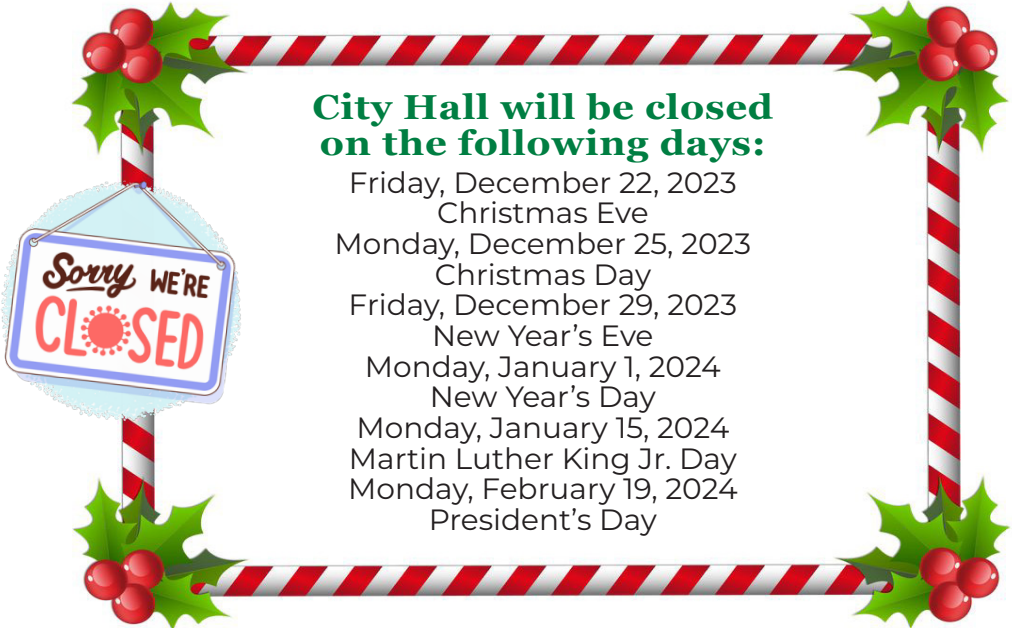 City Hall will be closed
on the following days:
Friday, December 22, 2023
Christmas Eve
Monday, December 25, 2023
Christmas Day
Friday, December 29, 2023
New Year’s Eve
Monday, January 1, 2024
New Year’s Day
Monday, January 15, 2024
Martin Luther King Jr. Day
Monday, February 19, 2024
President’s Day
Sorry WE'RE
CLOSED